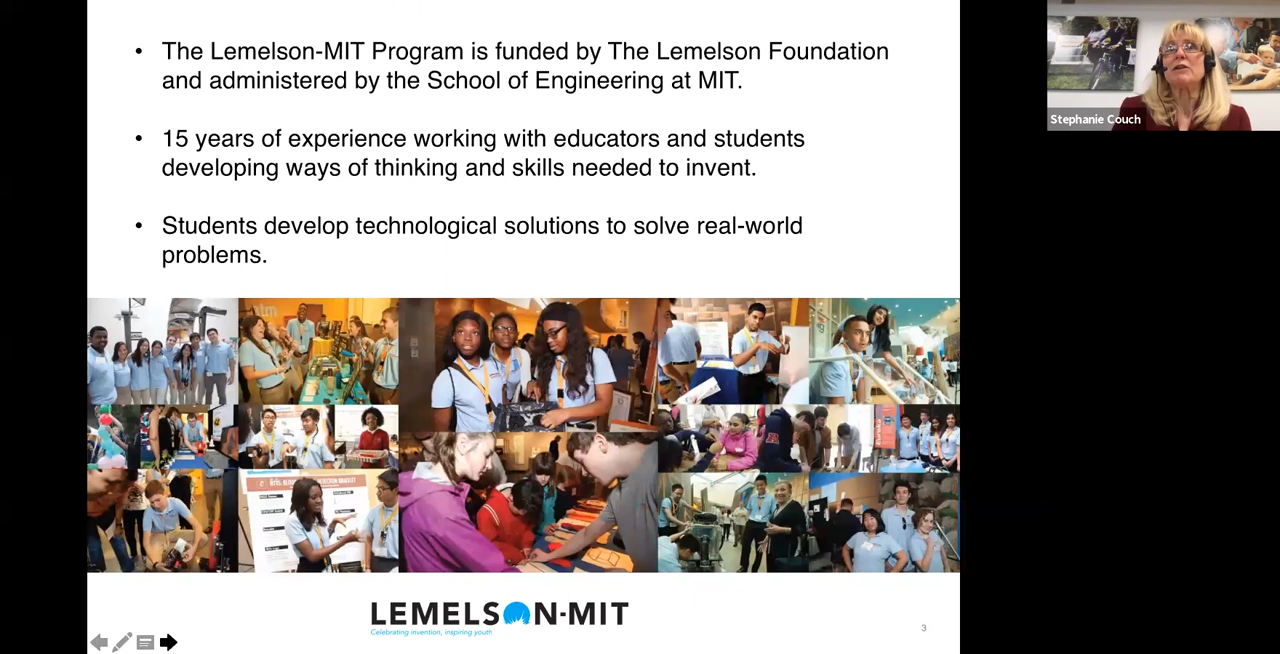 • The Lemelson-MIT Program is funded by The Lemelson Foundation
and administered by the School of Engineering at MIT.
• 15 years of experience working with educators and students
developing ways of thinking and skills needed to invent.
• Students develop technological solutions to solve real-world
problems.
Stephanie Couch
LEMELSON-MIT
Celebrating invention, inspiring youth
3